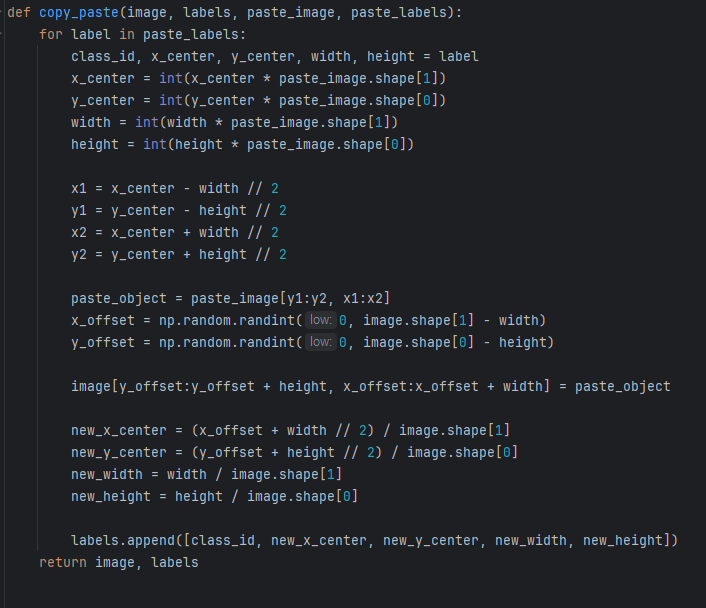 def copy_paste(image, labels, paste_image, paste_labels):
    for label in paste_labels:
        class_id, x_center, y_center, width, height = label
        x_center = int(x_center * paste_image.shape[1])
        y_center = int(y_center * paste_image.shape[0])
        width = int(width * paste_image.shape[1])
        height = int(height * paste_image.shape[0])

        x1 = x_center - width // 2
        y1 = y_center - height // 2
        x2 = x_center + width // 2
        y2 = y_center + height // 2

        paste_object = paste_image[y1:y2, x1:x2]
        x_offset = np.random.randint( low: 0, image.shape[1] - width)
        y_offset = np.random.randint( low: 0, image.shape[0] - height)

        image[y_offset:y_offset + height, x_offset:x_offset + width] = paste_object

        new_x_center = (x_offset + width // 2) / image.shape[1]
        new_y_center = (y_offset + height // 2) / image.shape[0]
        new_width = width / image.shape[1]
        new_height = height / image.shape[0]

        labels.append([class_id, new_x_center, new_y_center, new_width, new_height])
    return image, labels